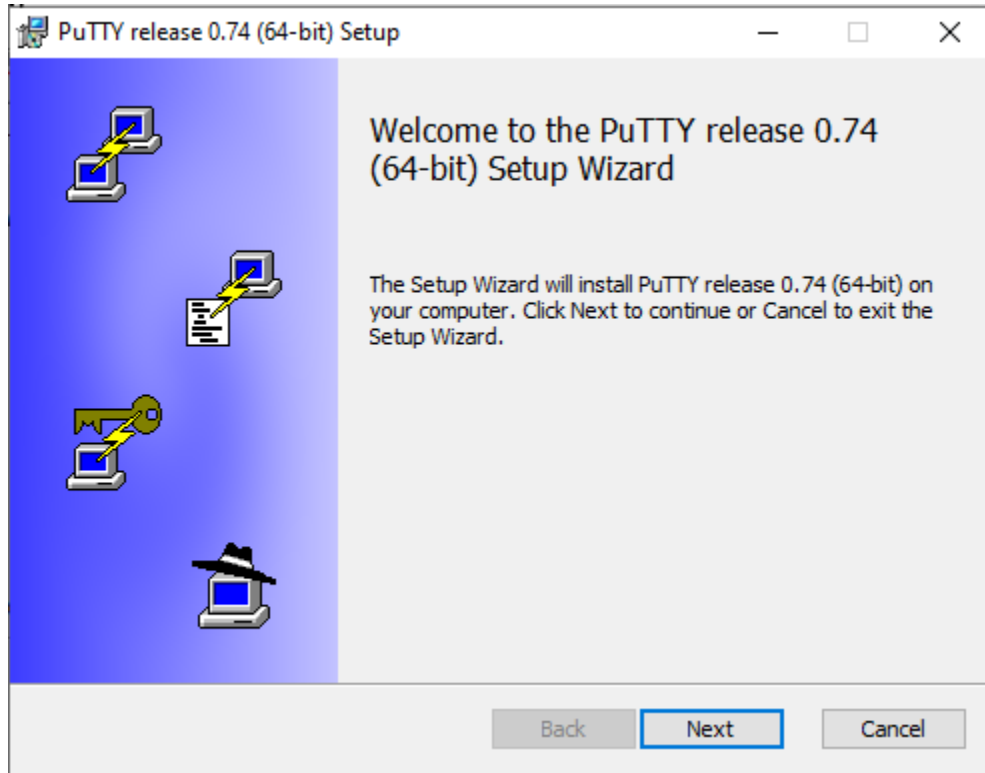 PuTTY release 0.74 (64-bit) Setup
Welcome to the PuTTY release 0.74
(64-bit) Setup Wizard
The Setup Wizard will install PuTTY release 0.74 (64-bit) on
your computer. Click Next to continue or Cancel to exit the
Setup Wizard.
Back
Next
Cancel